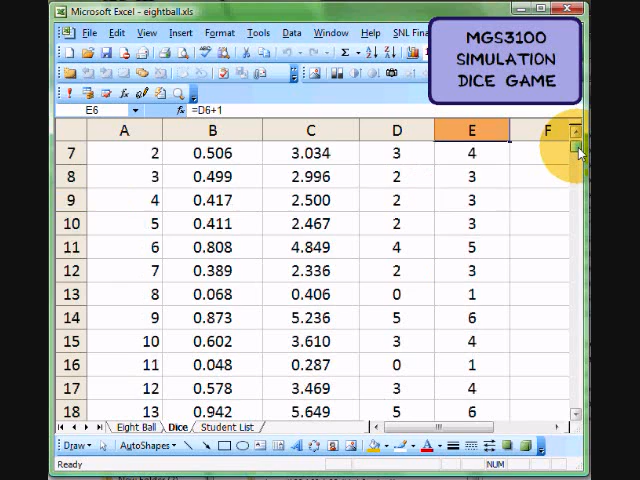 Microsoft Excel - eightball.xls
MGS3100
SIMULATION
DICE GAME
File Edit View Insert Format Tools Data Window SNL Finan
E6 fx =D6+1
A B C D E F
7 2 0.506 3.034 3 4
8 3 0.499 2.996 2 3
9 4 0.417 2.500 2 3
10 5 0.411 2.467 2 3
11 6 0.808 4.849 4 5
12 7 0.389 2.336 2 3
13 8 0.068 0.406 0 1
14 9 0.873 5.236 5 6
15 10 0.602 3.610 3 4
16 11 0.048 0.287 0 1
17 12 0.578 3.469 3 4
18 13 0.942 5.649 5 6
Eight Ball Dice Student List
Draw AutoShapes
Ready NUM